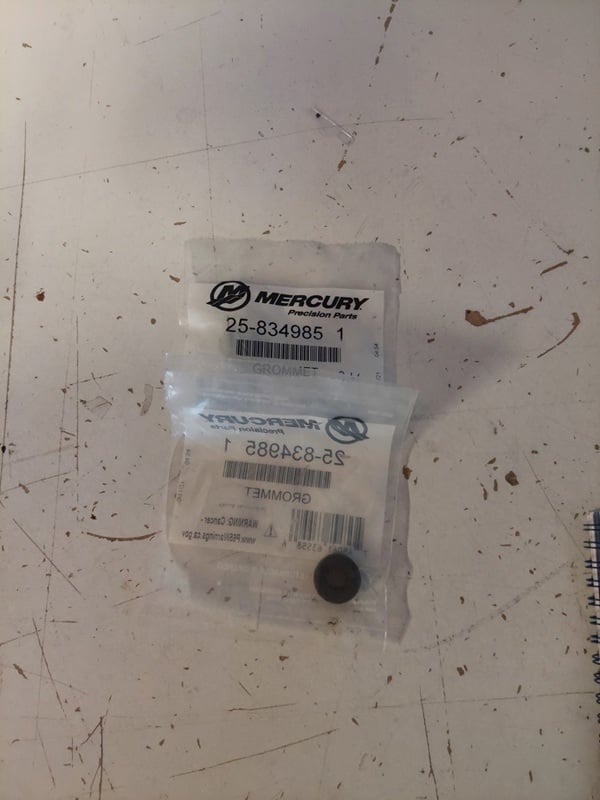 MERCURY
Precision Parts
25-834985 1
GROMMET
MERCURY
Precision Parts
25-834985 1
GROMMET
WARNING: Cancer-
www.P65Warnings.ca.gov